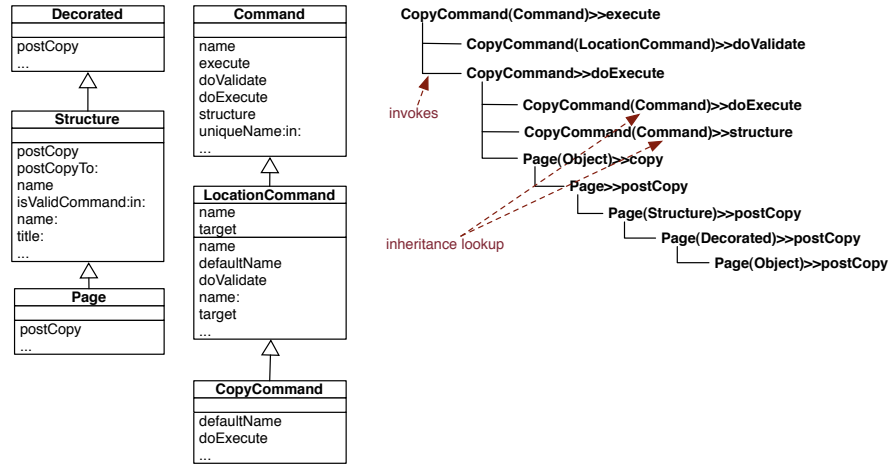 Decorated
postCopy
...
Structure
postCopy
postCopyTo:
name
isValidCommand:in:
name:
title:
...
Page
postCopy
...
Command
name
execute
doValidate
doExecute
structure
uniqueName:in:
...
LocationCommand
name
target
name
defaultName
doValidate
name:
target
...
CopyCommand
defaultName
doExecute
...
CopyCommand(Command)>>execute
CopyCommand(LocationCommand)>>doValidate
CopyCommand>>doExecute
invokes
CopyCommand(Command)>>doExecute
CopyCommand(Command)>>structure
Page(Object)>>copy
Page>>postCopy
Page(Structure)>>postCopy
inheritance lookup
Page(Decorated)>>postCopy
Page(Object)>>postCopy